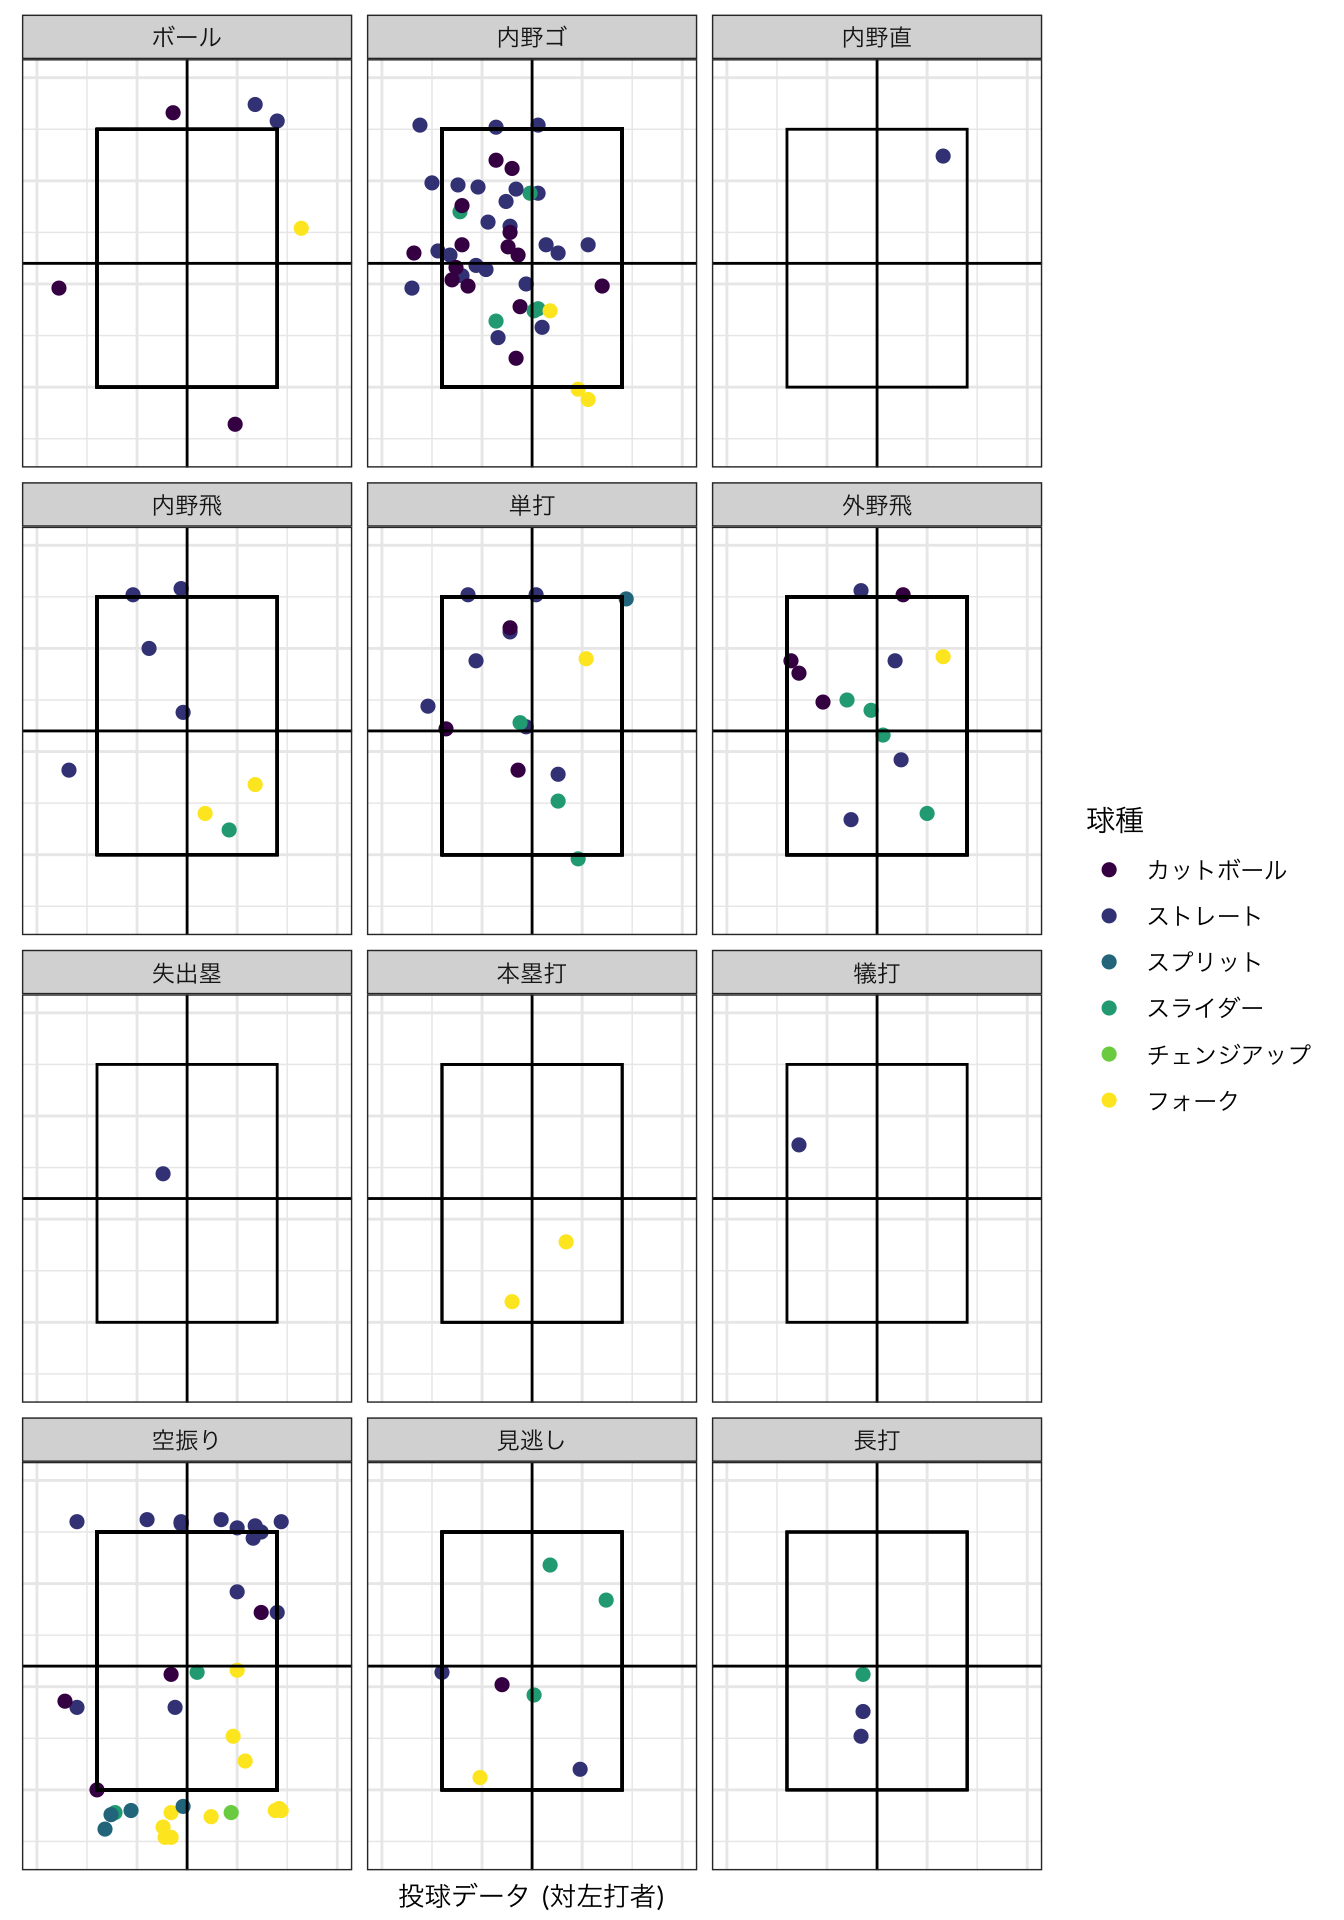 ボール
内野ゴ
内野直
内野飛
単打
外野飛
失出塁
本塁打
犠打
空振り
見逃し
長打
球種
カットボール
ストレート
スプリット
スライダー
チェンジアップ
フォーク
投球データ (対左打者)